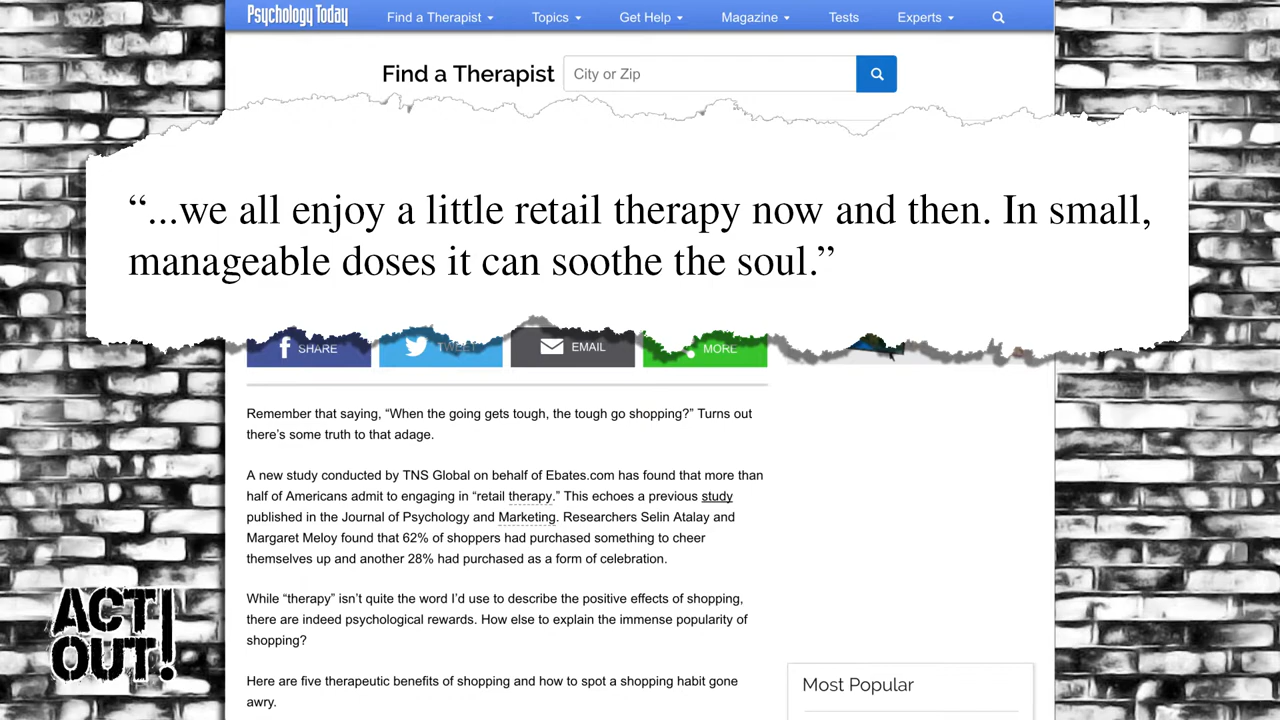 Psychology Today Find a Therapist Topics Get Help Magazine Tests Experts
Find a Therapist City or Zip
“...we all enjoy a little retail therapy now and then. In small,
manageable doses it can soothe the soul.”
SHARE TWEET EMAIL MORE
Remember that saying, “When the going gets tough, the tough go shopping?” Turns out
there’s some truth to that adage.
A new study conducted by TNS Global on behalf of Ebates.com has found that more than
half of Americans admit to engaging in “retail therapy.” This echoes a previous study
published in the Journal of Psychology and Marketing. Researchers Selin Atalay and
Margaret Meloy found that 62% of shoppers had purchased something to cheer
themselves up and another 28% had purchased as a form of celebration.
While “therapy” isn’t quite the word I’d use to describe the positive effects of shopping,
there are indeed psychological rewards. How else to explain the immense popularity of
shopping?
Here are five therapeutic benefits of shopping and how to spot a shopping habit gone
awry.
Most Popular
ACT
OUT!